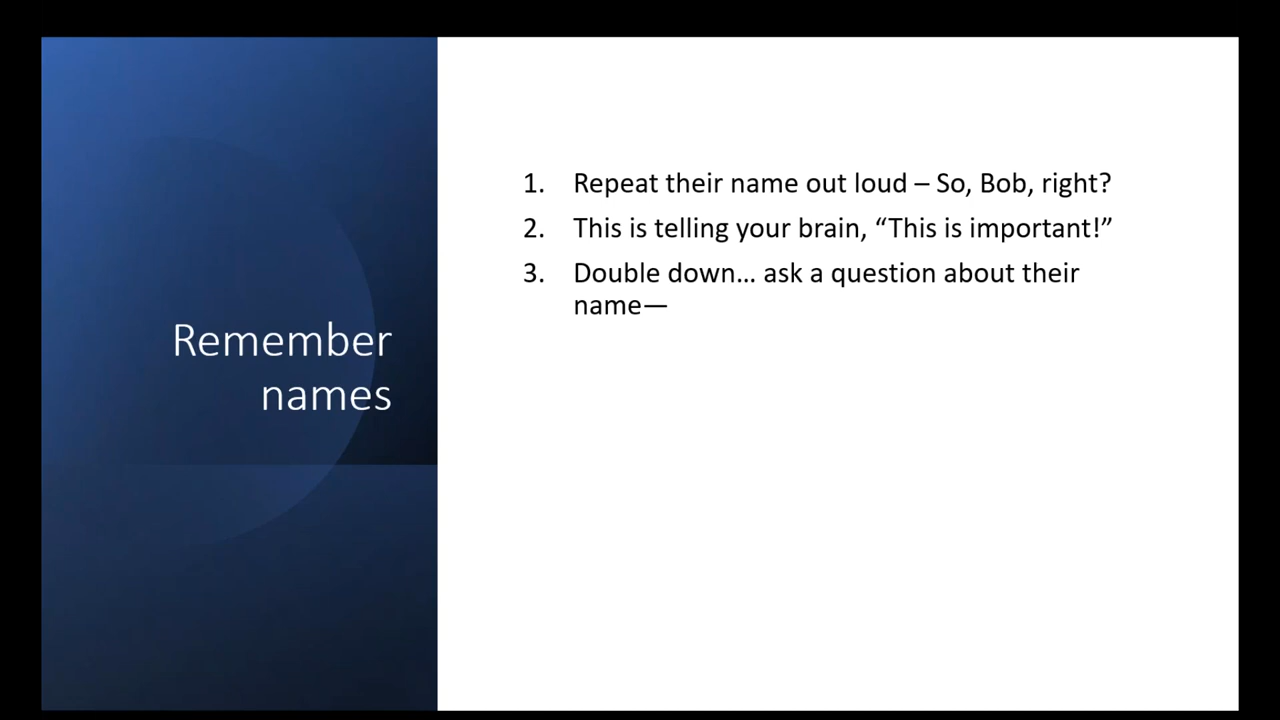 Remember
names
1. Repeat their name out loud – So, Bob, right?
2. This is telling your brain, “This is important!”
3. Double down… ask a question about their
name—